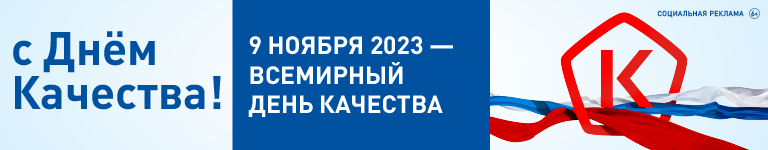 с Днём
Качества!
9 НОЯБРЯ 2023 —
ВСЕМИРНЫЙ
ДЕНЬ КАЧЕСТВА
СОЦИАЛЬНАЯ РЕКЛАМА 6+
К